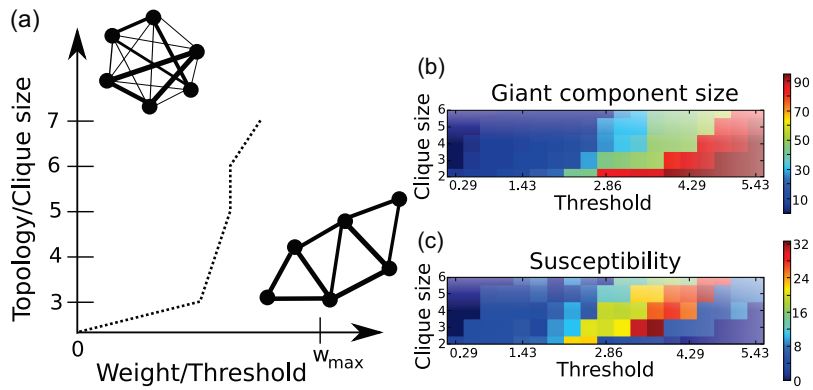 (a)
Topology/Clique size
7
6
5
4
3
0
w_max
Weight/Threshold
(b)
Giant component size
Clique size
6
5
4
3
2
0.29 1.43 2.86 4.29 5.43
Threshold
90
70
50
30
10
(c)
Susceptibility
Clique size
6
5
4
3
2
0.29 1.43 2.86 4.29 5.43
Threshold
32
24
16
8
0